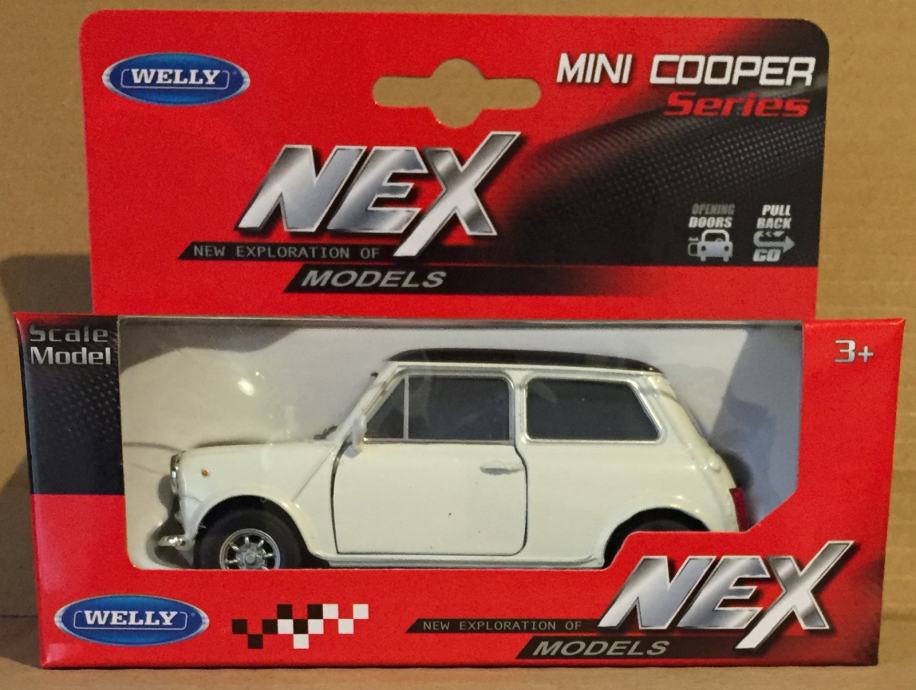 WELLY
MINI COOPER
Series
NEX
NEW EXPLORATION OF
MODELS
OPENING
DOORS
PULL
BACK
GO
Scale
Model
3+
WELLY
NEX
NEW EXPLORATION OF
MODELS